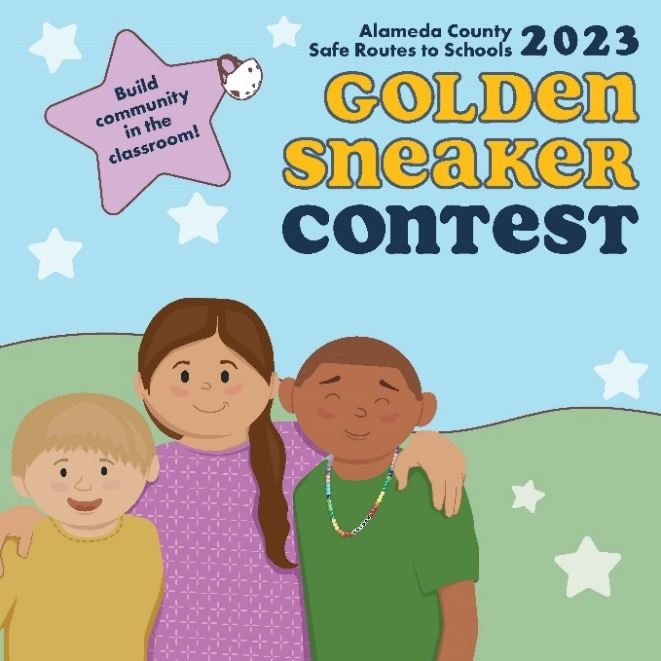 Alameda County
Safe Routes to Schools 2023
GOLDEN
SNEAKER
CONTEST
Build
community
in the
classroom!